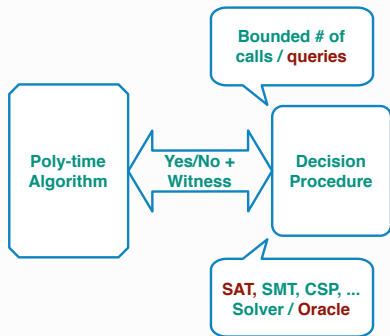 Bounded # of
calls / queries
Poly-time
Algorithm
Yes/No +
Witness
Decision
Procedure
SAT, SMT, CSP, ...
Solver / Oracle